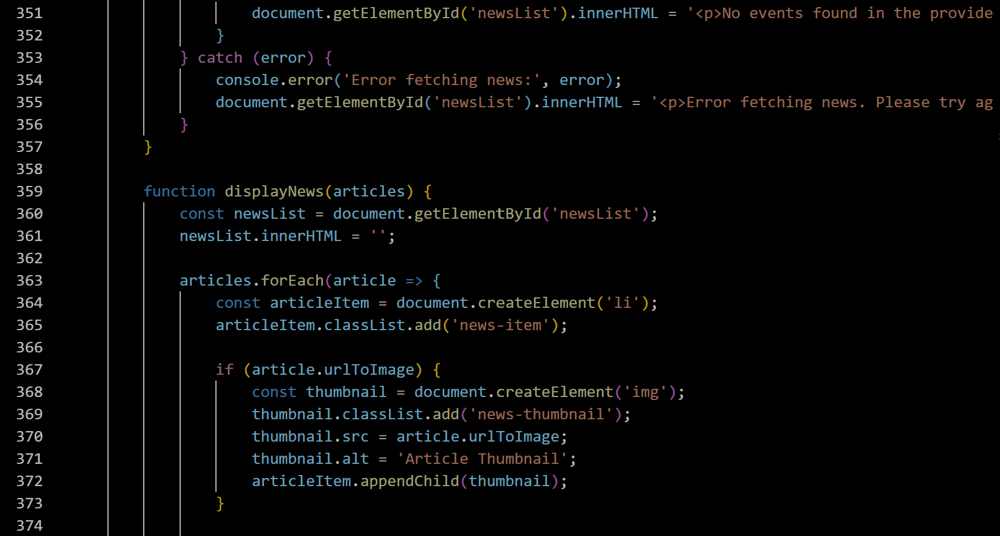 351 document.getElementById('newsList').innerHTML = '<p>No events found in the provide
352 }
353 } catch (error) {
354 console.error('Error fetching news:', error);
355 document.getElementById('newsList').innerHTML = '<p>Error fetching news. Please try ag
356 }
357 }
358
359 function displayNews(articles) {
360 const newsList = document.getElementById('newsList');
361 newsList.innerHTML = '';
362
363 articles.forEach(article => {
364 const articleItem = document.createElement('li');
365 articleItem.classList.add('news-item');
366
367 if (article.urlToImage) {
368 const thumbnail = document.createElement('img');
369 thumbnail.classList.add('news-thumbnail');
370 thumbnail.src = article.urlToImage;
371 thumbnail.alt = 'Article Thumbnail';
372 articleItem.appendChild(thumbnail);
373 }
374